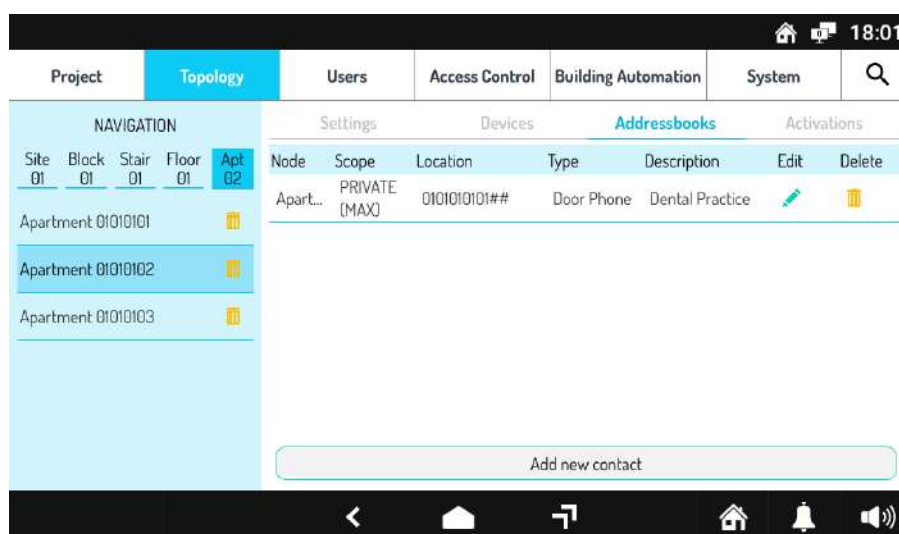 18:01
Project Topology Users Access Control Building Automation System
NAVIGATION
Settings Devices Addressbooks Activations
Site Block Stair Floor Apt
01 01 01 01 02
Node Scope Location Type Description Edit Delete
Apart... PRIVATE (MAX) 0101010101## Door Phone Dental Practice
Apartment 01010101
Apartment 01010102
Apartment 01010103
Add new contact